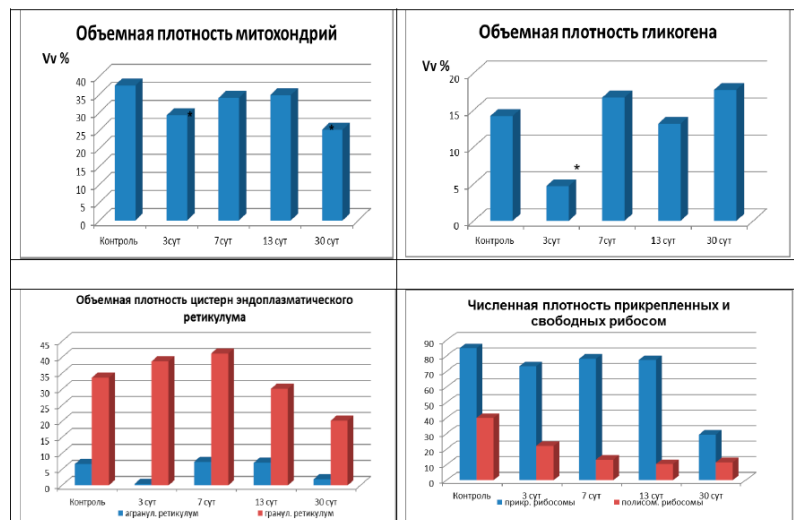 Объемная плотность митохондрий
Vv %
40
35
30
25
20
15
10
5
0
*
*
Контроль 3сут 7сут 13 сут 30 сут
Объемная плотность гликогена
Vv %
20
15
10
5
0
*
Контроль 3сут 7сут 13 сут 30 сут
Объемная плотность цистерн эндоплазматического
ретикулума
45
40
35
30
25
20
15
10
5
0
Контроль 3 сут 7 сут 13 сут 30 сут
агранул. ретикулум гранул. ретикулум
Численная плотность прикрепленных и
свободных рибосом
90
80
70
60
50
40
30
20
10
0
Контроль 3 сут 7 сут 13 сут 30 сут
прикр. рибосомы полисом. рибосомы